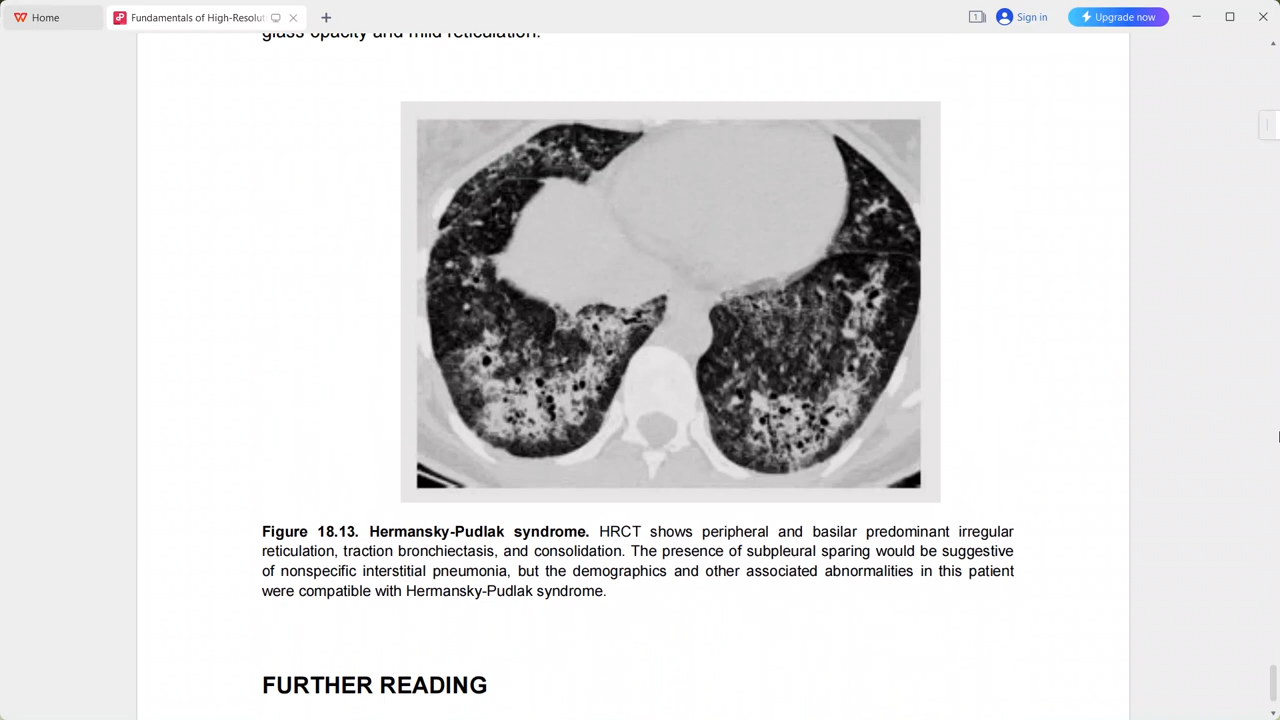 Home
Fundamentals of High-Resolut
1
Sign in
Upgrade now
glass opacity and mild reticulation.
Figure 18.13. Hermansky-Pudlak syndrome. HRCT shows peripheral and basilar predominant irregular
reticulation, traction bronchiectasis, and consolidation. The presence of subpleural sparing would be suggestive
of nonspecific interstitial pneumonia, but the demographics and other associated abnormalities in this patient
were compatible with Hermansky-Pudlak syndrome.
FURTHER READING